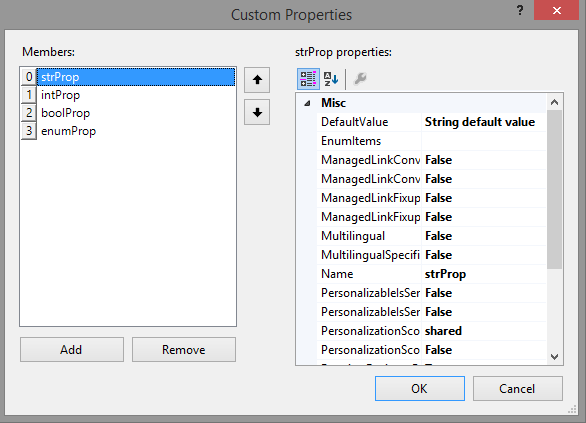 Custom Properties
?
Members:
0 strProp
1 intProp
2 boolProp
3 enumProp
Add
Remove
strProp properties:
Misc
DefaultValue String default value
EnumItems
ManagedLinkConv False
ManagedLinkConv False
ManagedLinkFixup False
ManagedLinkFixup False
Multilingual False
MultilingualSpecifi False
Name strProp
PersonalizableIsSer False
PersonalizableIsSer False
PersonalizationSco shared
PersonalizationSco False
OK
Cancel